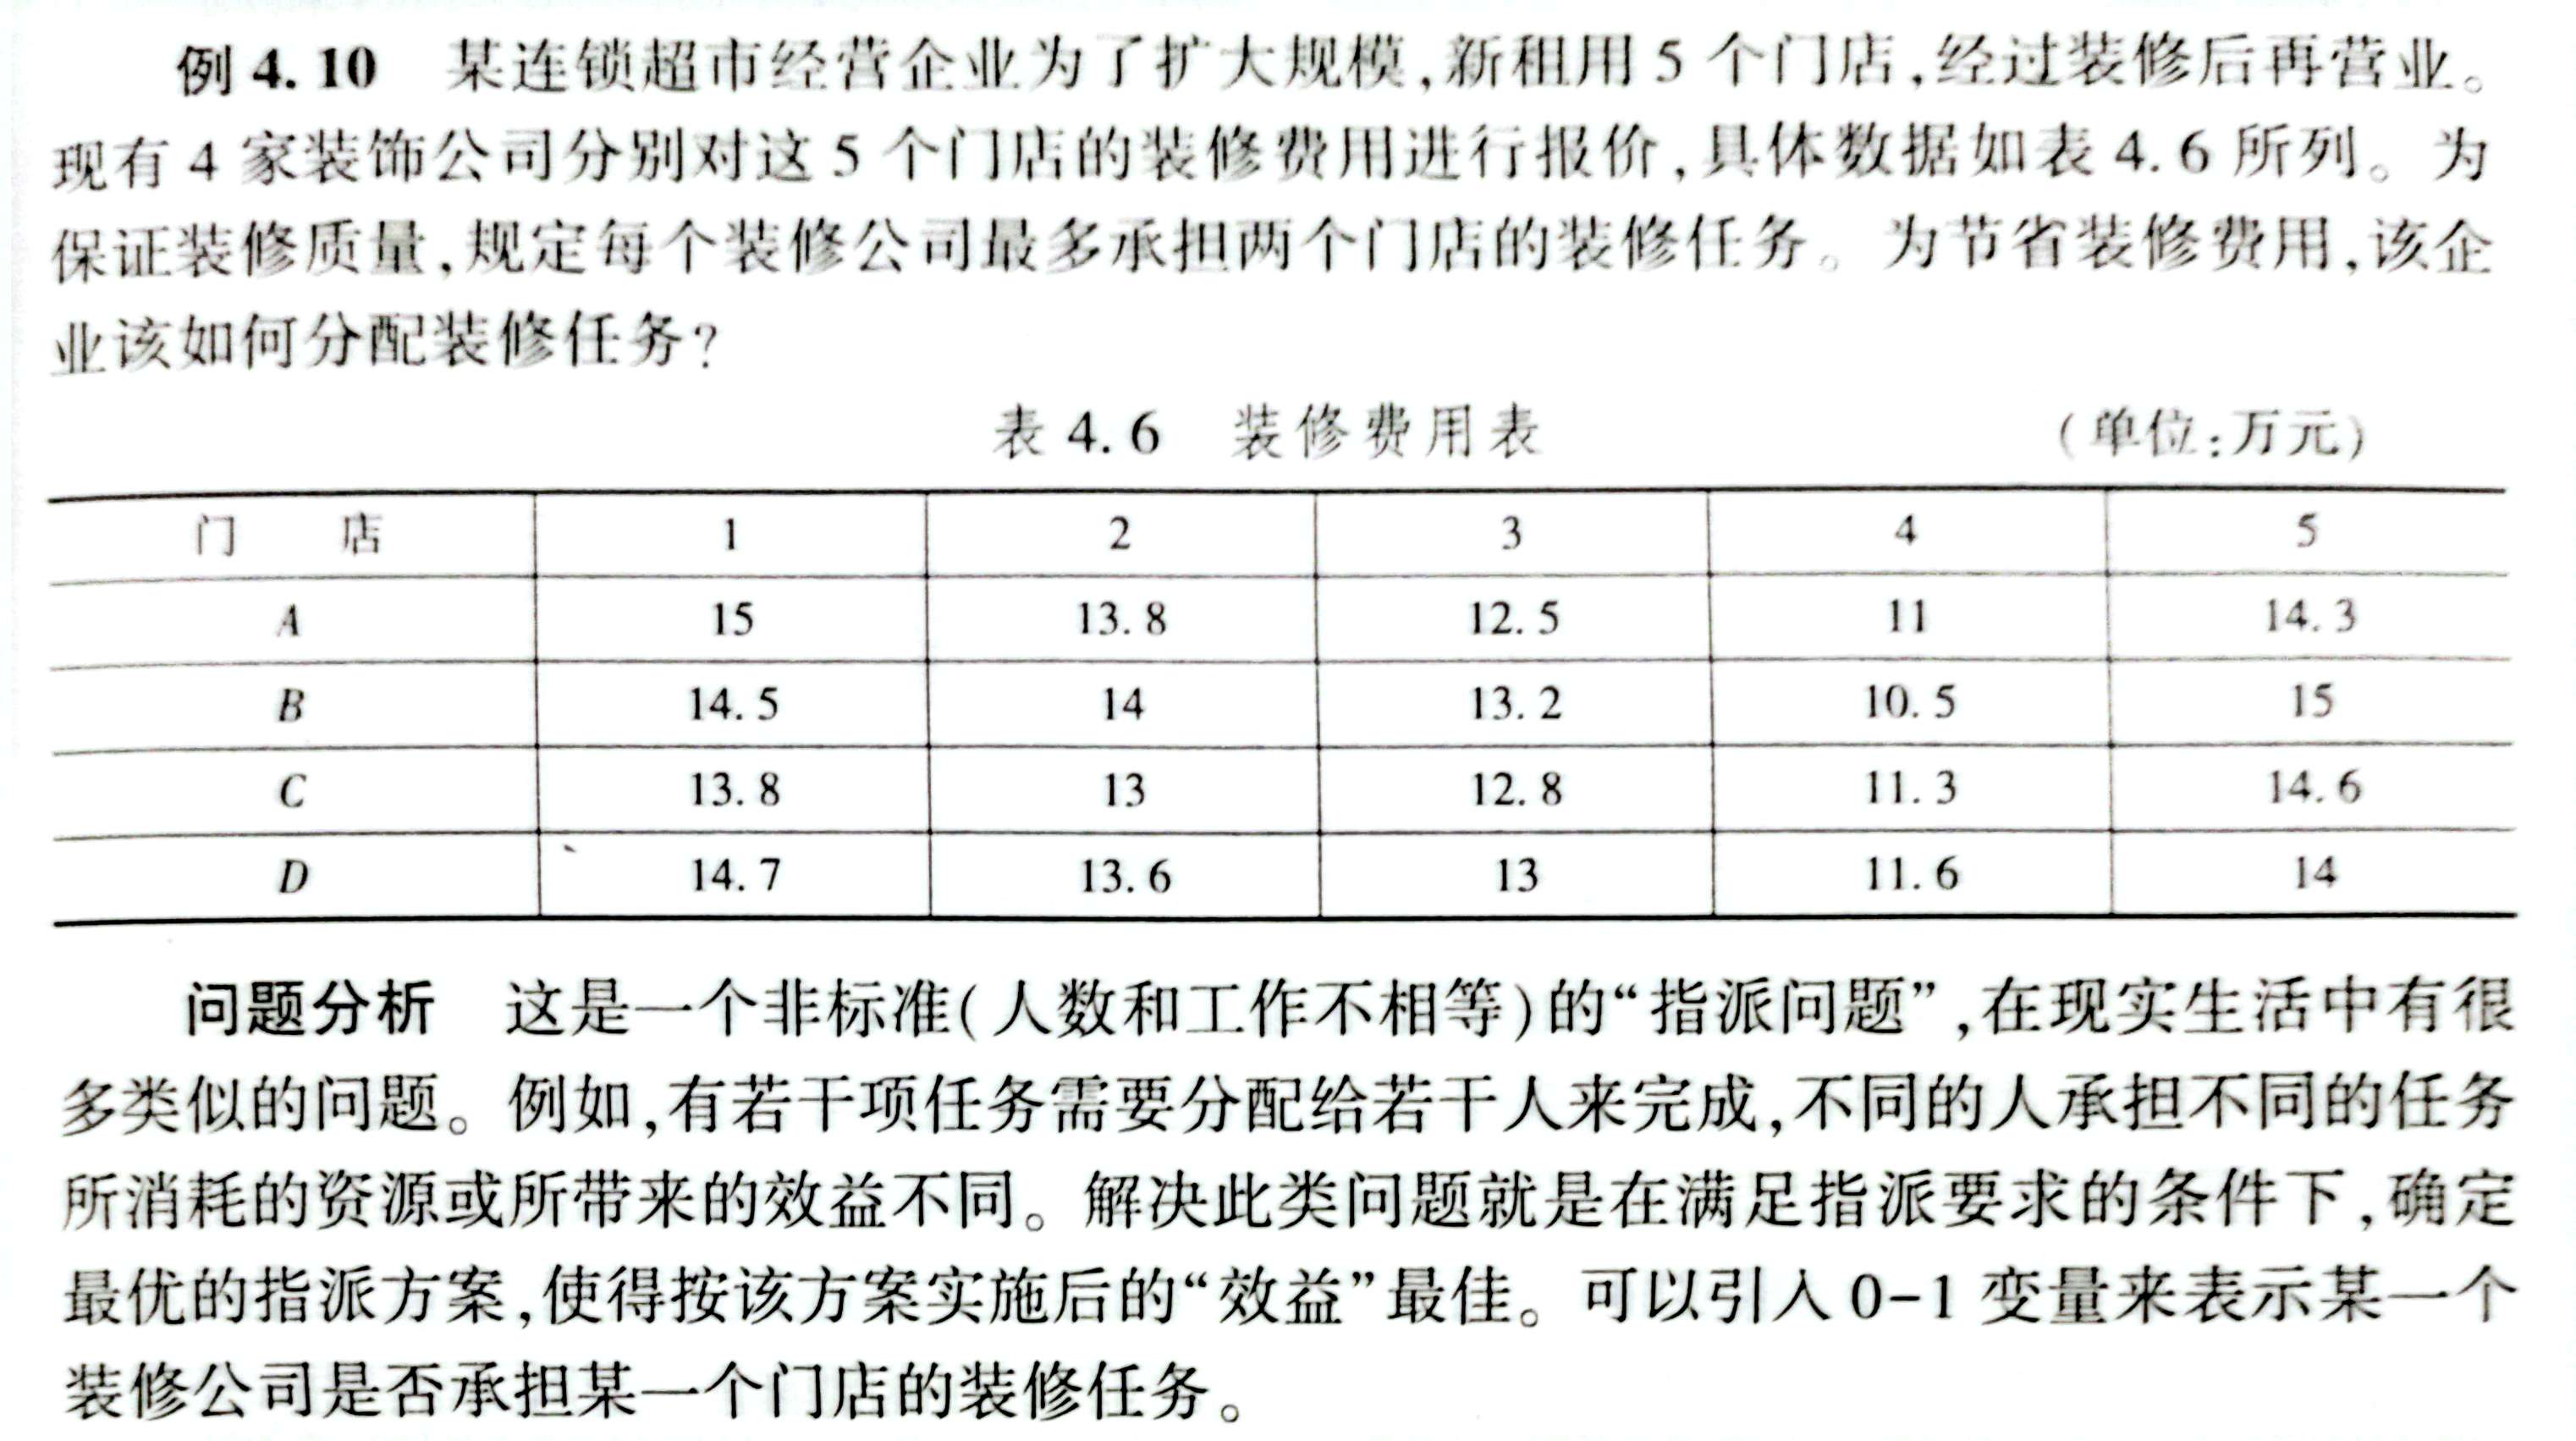 例 4.10 某连锁超市经营企业为了扩大规模,新租用 5 个门店,经过装修后再营业。
现有 4 家装饰公司分别对这 5 个门店的装修费用进行报价,具体数据如表 4.6 所列。为
保证装修质量,规定每个装修公司最多承担两个门店的装修任务。为节省装修费用,该企
业该如何分配装修任务?
表 4.6 装修费用表 (单位:万元)
门 店 1 2 3 4 5
A 15 13.8 12.5 11 14.3
B 14.5 14 13.2 10.5 15
C 13.8 13 12.8 11.3 14.6
D 14.7 13.6 13 11.6 14
问题分析 这是一个非标准(人数和工作不相等)的“指派问题”,在现实生活中有很
多类似的问题。例如,有若干项任务需要分配给若干人来完成,不同的人承担不同的任务
所消耗的资源或所带来的效益不同。解决此类问题就是在满足指派要求的条件下,确定
最优的指派方案,使得按该方案实施后的“效益”最佳。可以引入 0-1 变量来表示某一个
装修公司是否承担某一个门店的装修任务。